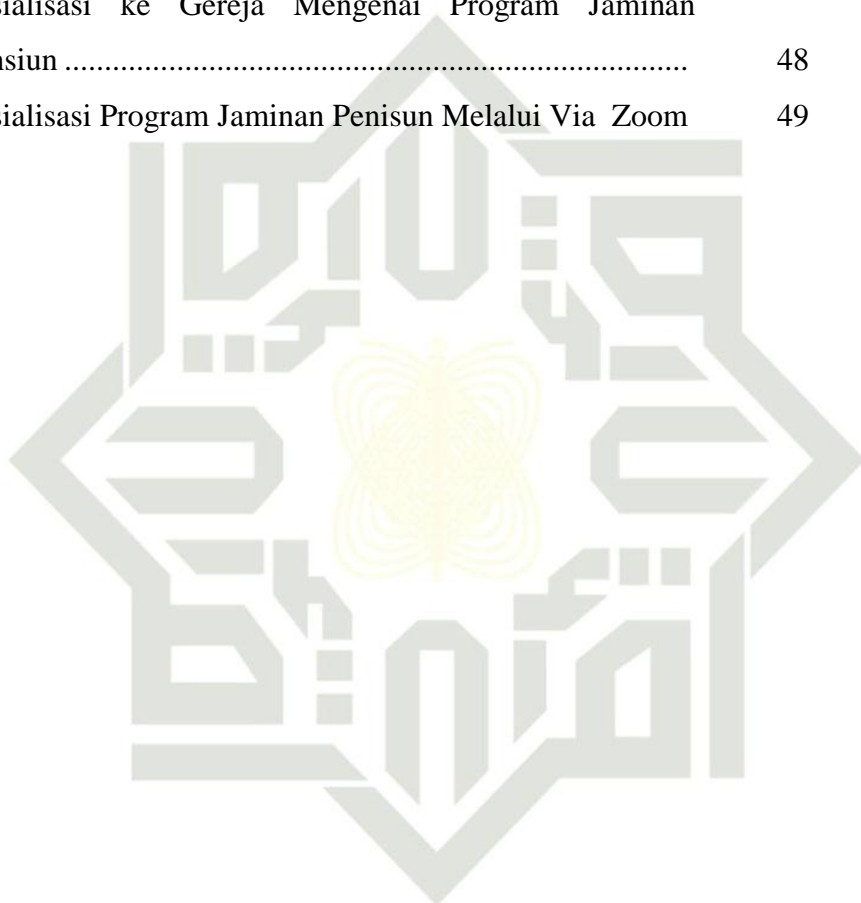 sialisasi ke Gereja Mengenai Program Jaminan
nsiun .............................................................................. 48
sialisasi Program Jaminan Penisun Melalui Via Zoom 49